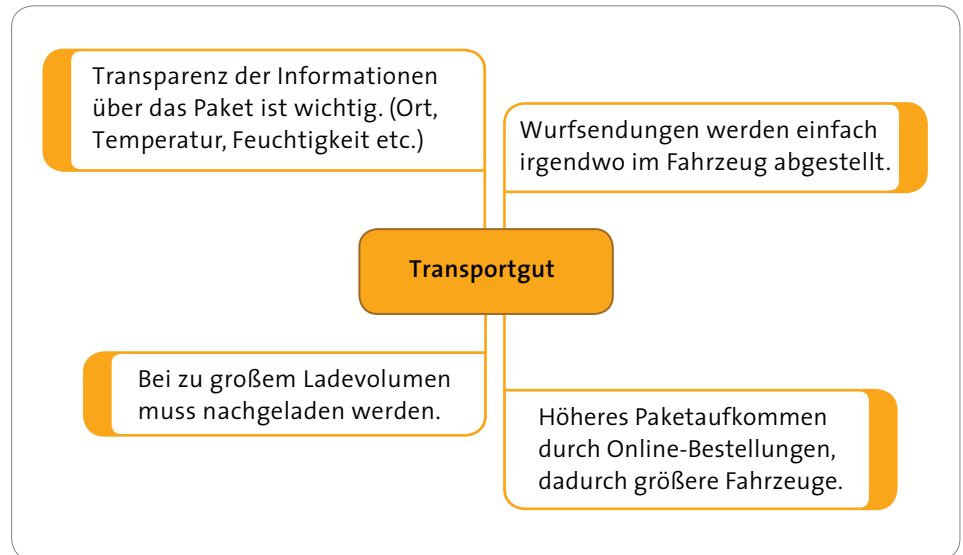 Transparenz der Informationen
über das Paket ist wichtig. (Ort,
Temperatur, Feuchtigkeit etc.)
Wurfsendungen werden einfach
irgendwo im Fahrzeug abgestellt.
Transportgut
Bei zu großem Ladevolumen
muss nachgeladen werden.
Höheres Paketaufkommen
durch Online-Bestellungen,
dadurch größere Fahrzeuge.